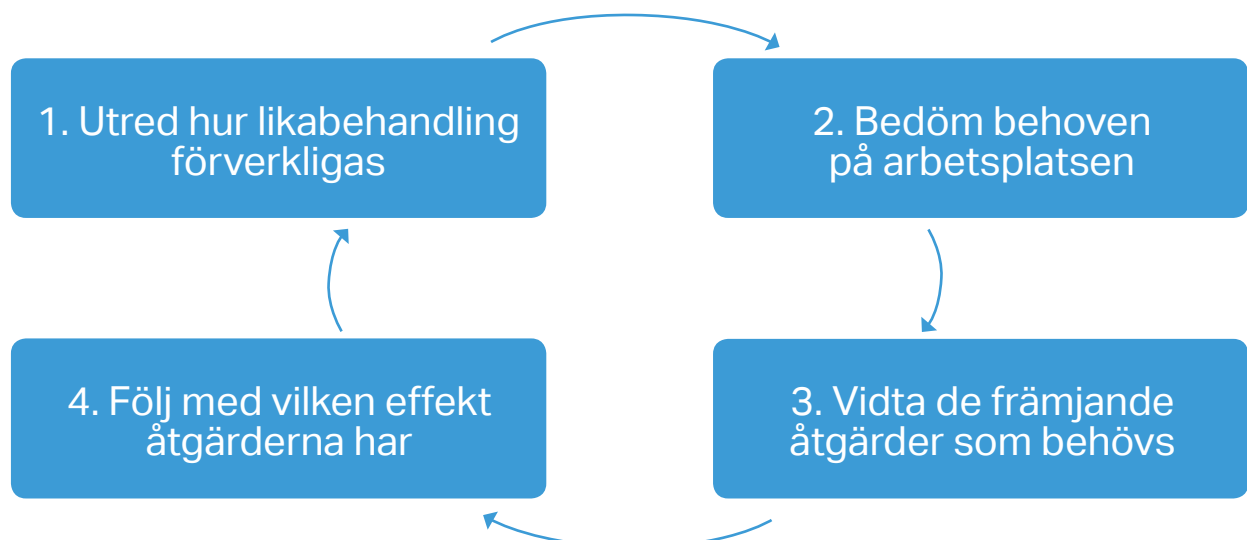 1. Utred hur likabehandling
förverkligas
2. Bedöm behoven
på arbetsplatsen
3. Vidta de främjande
åtgärder som behövs
4. Följ med vilken effekt
åtgärderna har